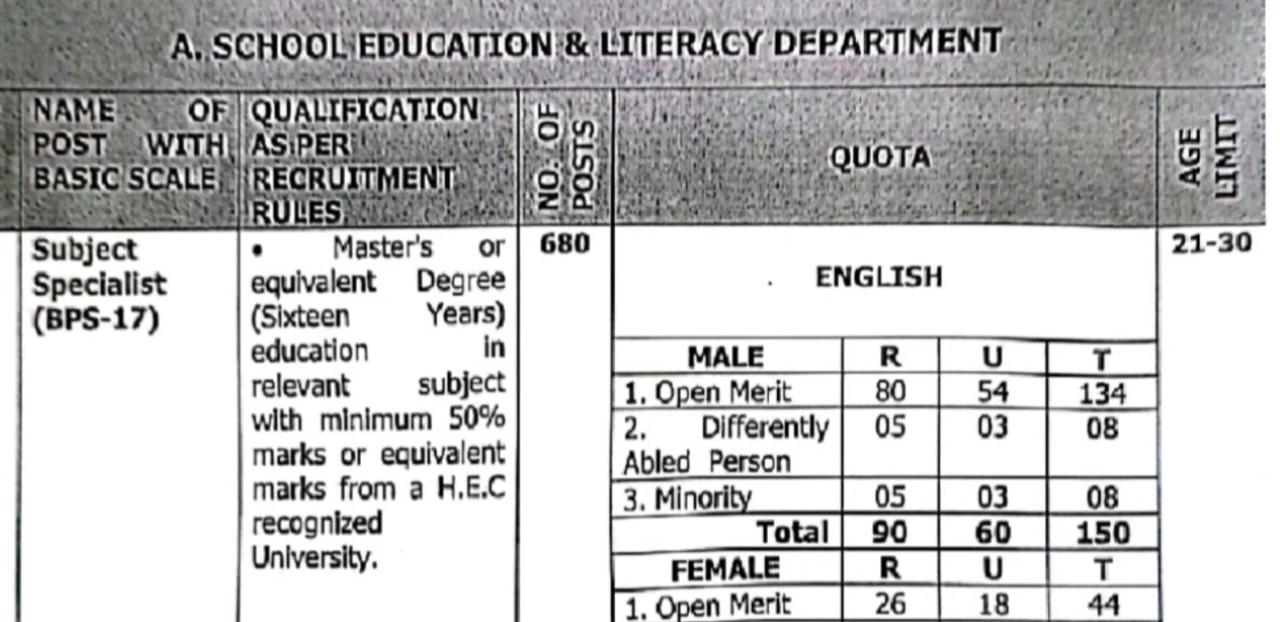 A. SCHOOL EDUCATION & LITERACY DEPARTMENT
NAME OF
POST WITH
BASIC SCALE
QUALIFICATION
AS PER
RECRUITMENT
RULES
NO. OF
POSTS
QUOTA
AGE
LIMIT
Subject
Specialist
(BPS-17)
• Master's or
equivalent Degree
(Sixteen Years)
education in
relevant subject
with minimum 50%
marks or equivalent
marks from a H.E.C
recognized
University.
680
ENGLISH
21-30
MALE R U T
1. Open Merit 80 54 134
2. Differently
Abled Person 05 03 08
3. Minority 05 03 08
Total 90 60 150
FEMALE R U T
1. Open Merit 26 18 44